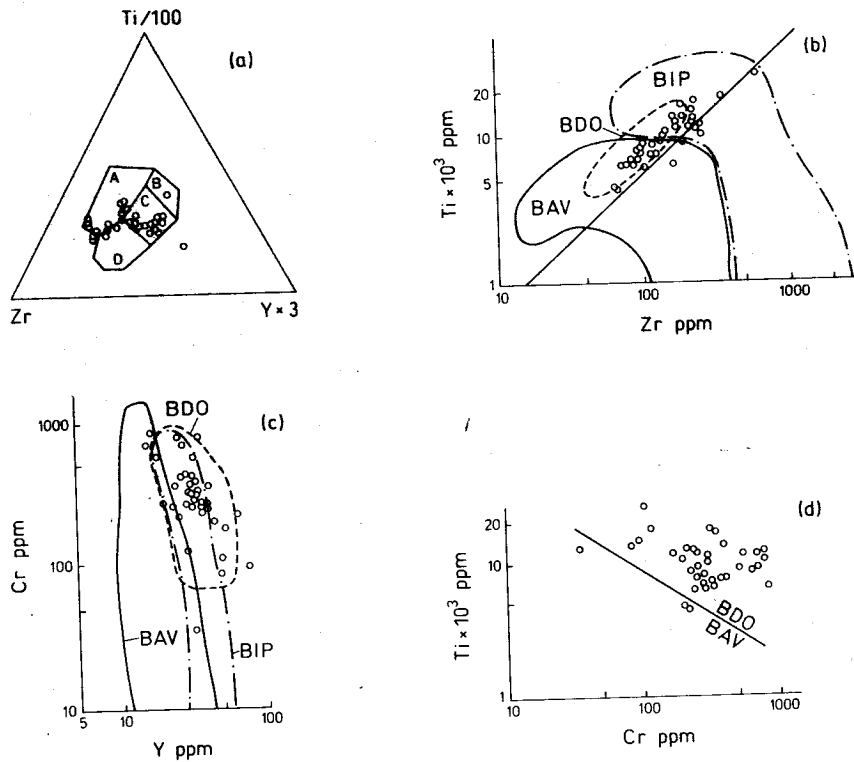 Ti/100
(a)
A
B
C
D
Zr
Y × 3
(b)
BIP
BDO
BAV
20
10
5
1
10
100
1000
Ti × 10³ ppm
Zr ppm
(c)
BDO
BAV
BIP
1000
100
10
5
10
100
Cr ppm
Y ppm
(d)
BDO
BAV
20
10
1
10
100
1000
Ti × 10³ ppm
Cr ppm